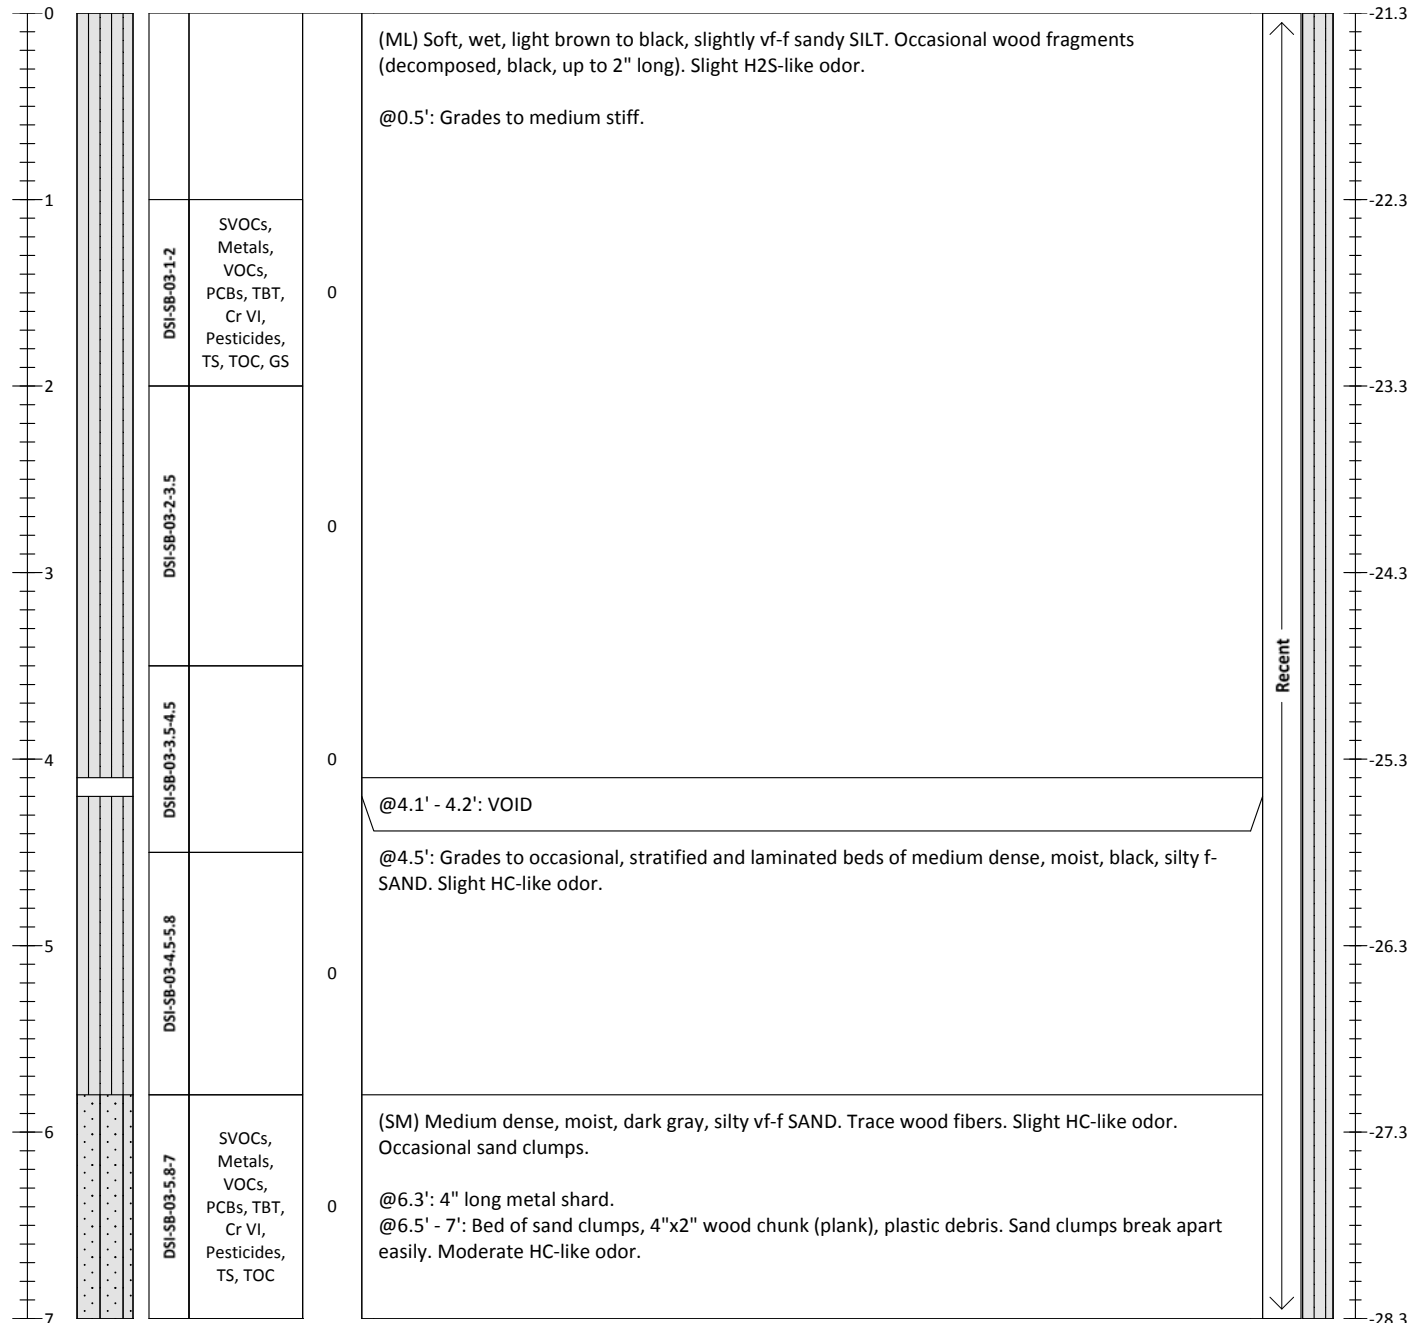 0
-21.3
(ML) Soft, wet, light brown to black, slightly vf-f sandy SILT. Occasional wood fragments
(decomposed, black, up to 2" long). Slight H2S-like odor.
@0.5': Grades to medium stiff.
1
-22.3
DSI-SB-03-1-2
SVOCs,
Metals,
VOCs,
PCBs, TBT,
Cr VI,
Pesticides,
TS, TOC, GS
0
2
-23.3
DSI-SB-03-2-3.5
0
3
-24.3
Recent
DSI-SB-03-3.5-4.5
0
4
-25.3
@4.1' - 4.2': VOID
@4.5': Grades to occasional, stratified and laminated beds of medium dense, moist, black, silty f-
SAND. Slight HC-like odor.
DSI-SB-03-4.5-5.8
0
5
-26.3
(SM) Medium dense, moist, dark gray, silty vf-f SAND. Trace wood fibers. Slight HC-like odor.
Occasional sand clumps.
6
-27.3
DSI-SB-03-5.8-7
SVOCs,
Metals,
VOCs,
PCBs, TBT,
Cr VI,
Pesticides,
TS, TOC
0
@6.3': 4" long metal shard.
@6.5' - 7': Bed of sand clumps, 4"x2" wood chunk (plank), plastic debris. Sand clumps break apart
easily. Moderate HC-like odor.
7
-28.3